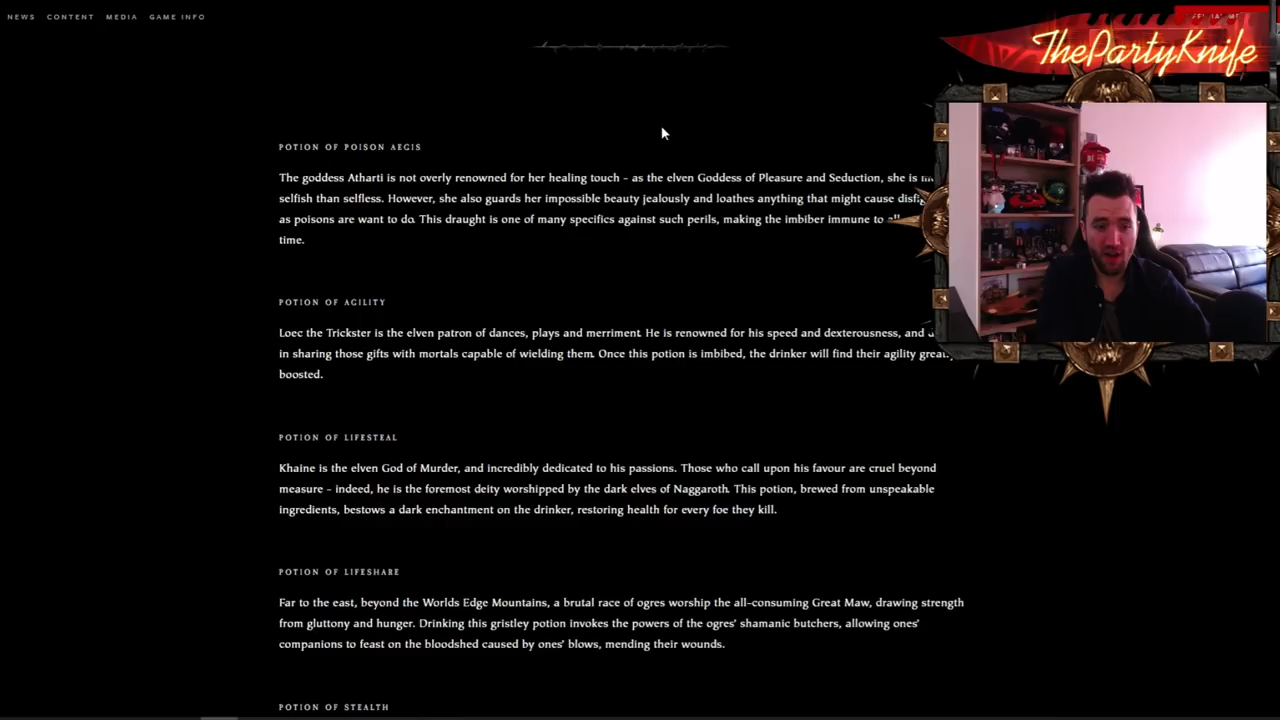 NEWS CONTENT MEDIA GAME INFO
ThePartyKnife
POTION OF POISON AEGIS
The goddess Atharti is not overly renowned for her healing touch – as the elven Goddess of Pleasure and Seduction, she is
selfish than selfless. However, she also guards her impossible beauty jealously and loathes anything that might cause
as poisons are want to do. This draught is one of many specifics against such perils, making the imbiber immune to
time.
POTION OF AGILITY
Loec the Trickster is the elven patron of dances, plays and merriment. He is renowned for his speed and dexterousness, and
in sharing those gifts with mortals capable of wielding them. Once this potion is imbibed, the drinker will find their agility greatly
boosted.
POTION OF LIFESTEAL
Khaine is the elven God of Murder, and incredibly dedicated to his passions. Those who call upon his favour are cruel beyond
measure – indeed, he is the foremost deity worshipped by the dark elves of Naggaroth. This potion, brewed from unspeakable
ingredients, bestows a dark enchantment on the drinker, restoring health for every foe they kill.
POTION OF LIFESHARE
Far to the east, beyond the Worlds Edge Mountains, a brutal race of ogres worship the all-consuming Great Maw, drawing strength
from gluttony and hunger. Drinking this gristley potion invokes the powers of the ogres' shamanic butchers, allowing ones'
companions to feast on the bloodshed caused by ones' blows, mending their wounds.
POTION OF STEALTH